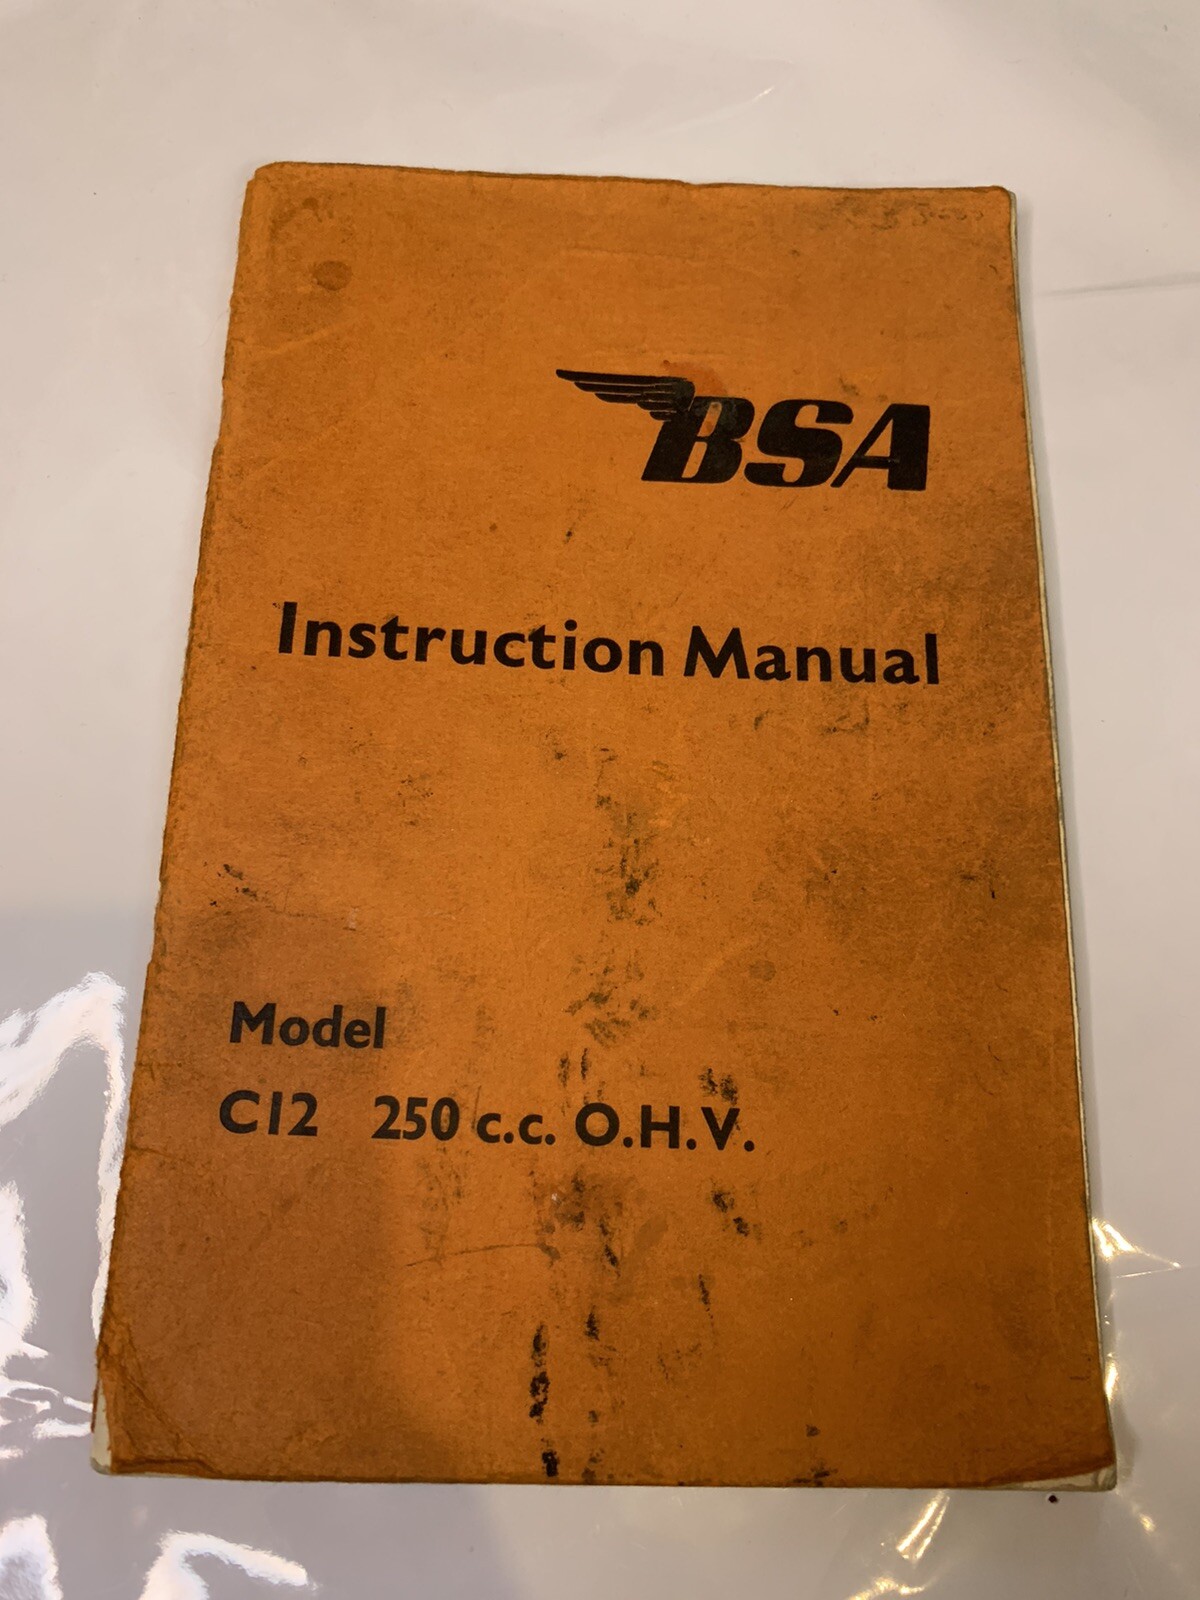 BSA
Instruction Manual
Model
C12 250 c.c. O.H.V.